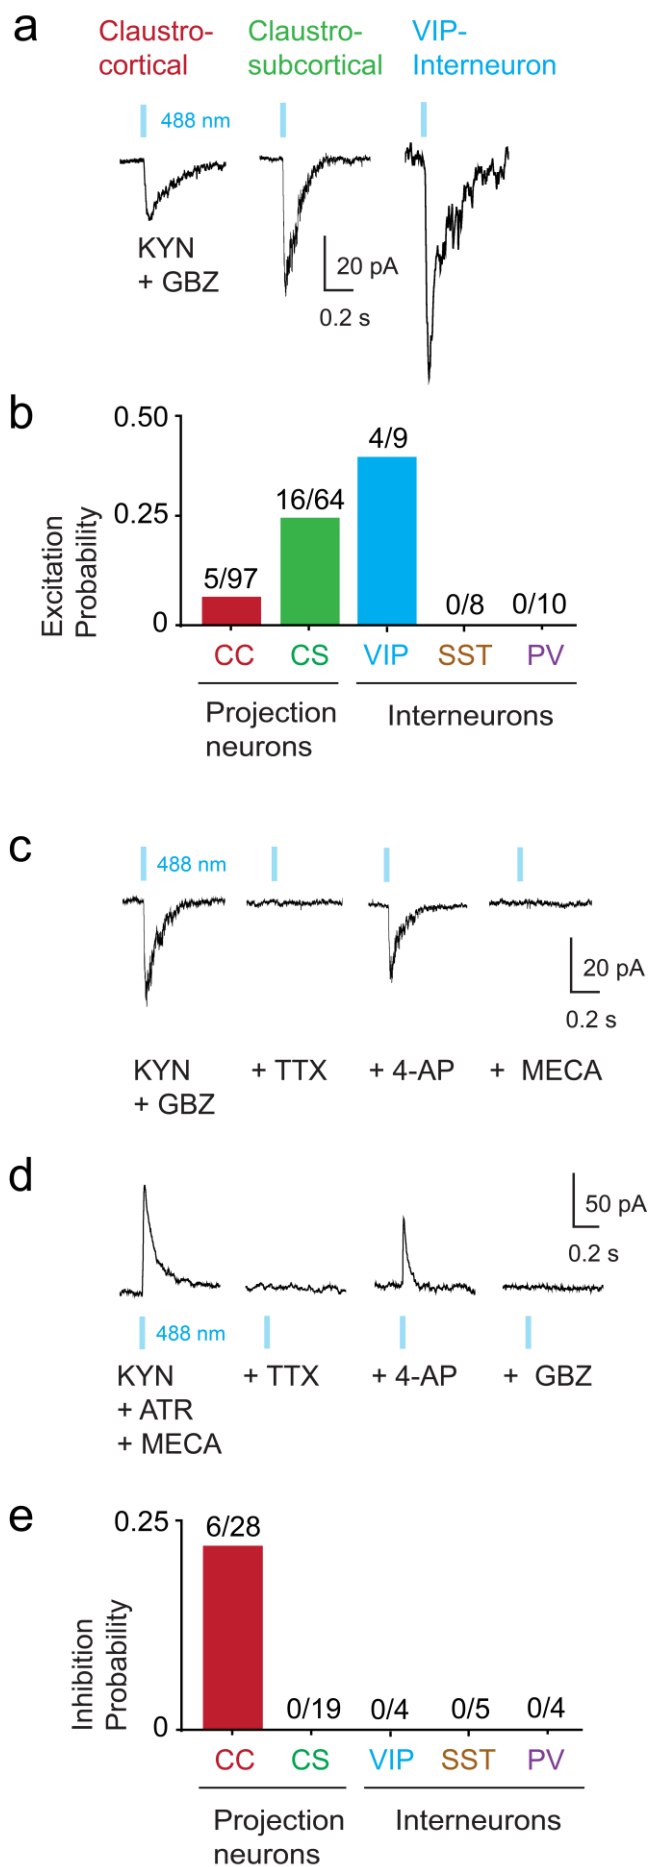 a
Claustro-
cortical
Claustro-
subcortical
VIP-
Interneuron
488 nm
KYN
+ GBZ
20 pA
0.2 s
b
Excitation
Probability
0.50
0.25
0
5/97
16/64
4/9
0/8
0/10
CC
CS
VIP
SST
PV
Projection
neurons
Interneurons
c
488 nm
20 pA
0.2 s
KYN
+ GBZ
+ TTX
+ 4-AP
+ MECA
d
50 pA
0.2 s
488 nm
KYN
+ ATR
+ MECA
+ TTX
+ 4-AP
+ GBZ
e
Inhibition
Probability
0.25
0
6/28
0/19
0/4
0/5
0/4
CC
CS
VIP
SST
PV
Projection
neurons
Interneurons